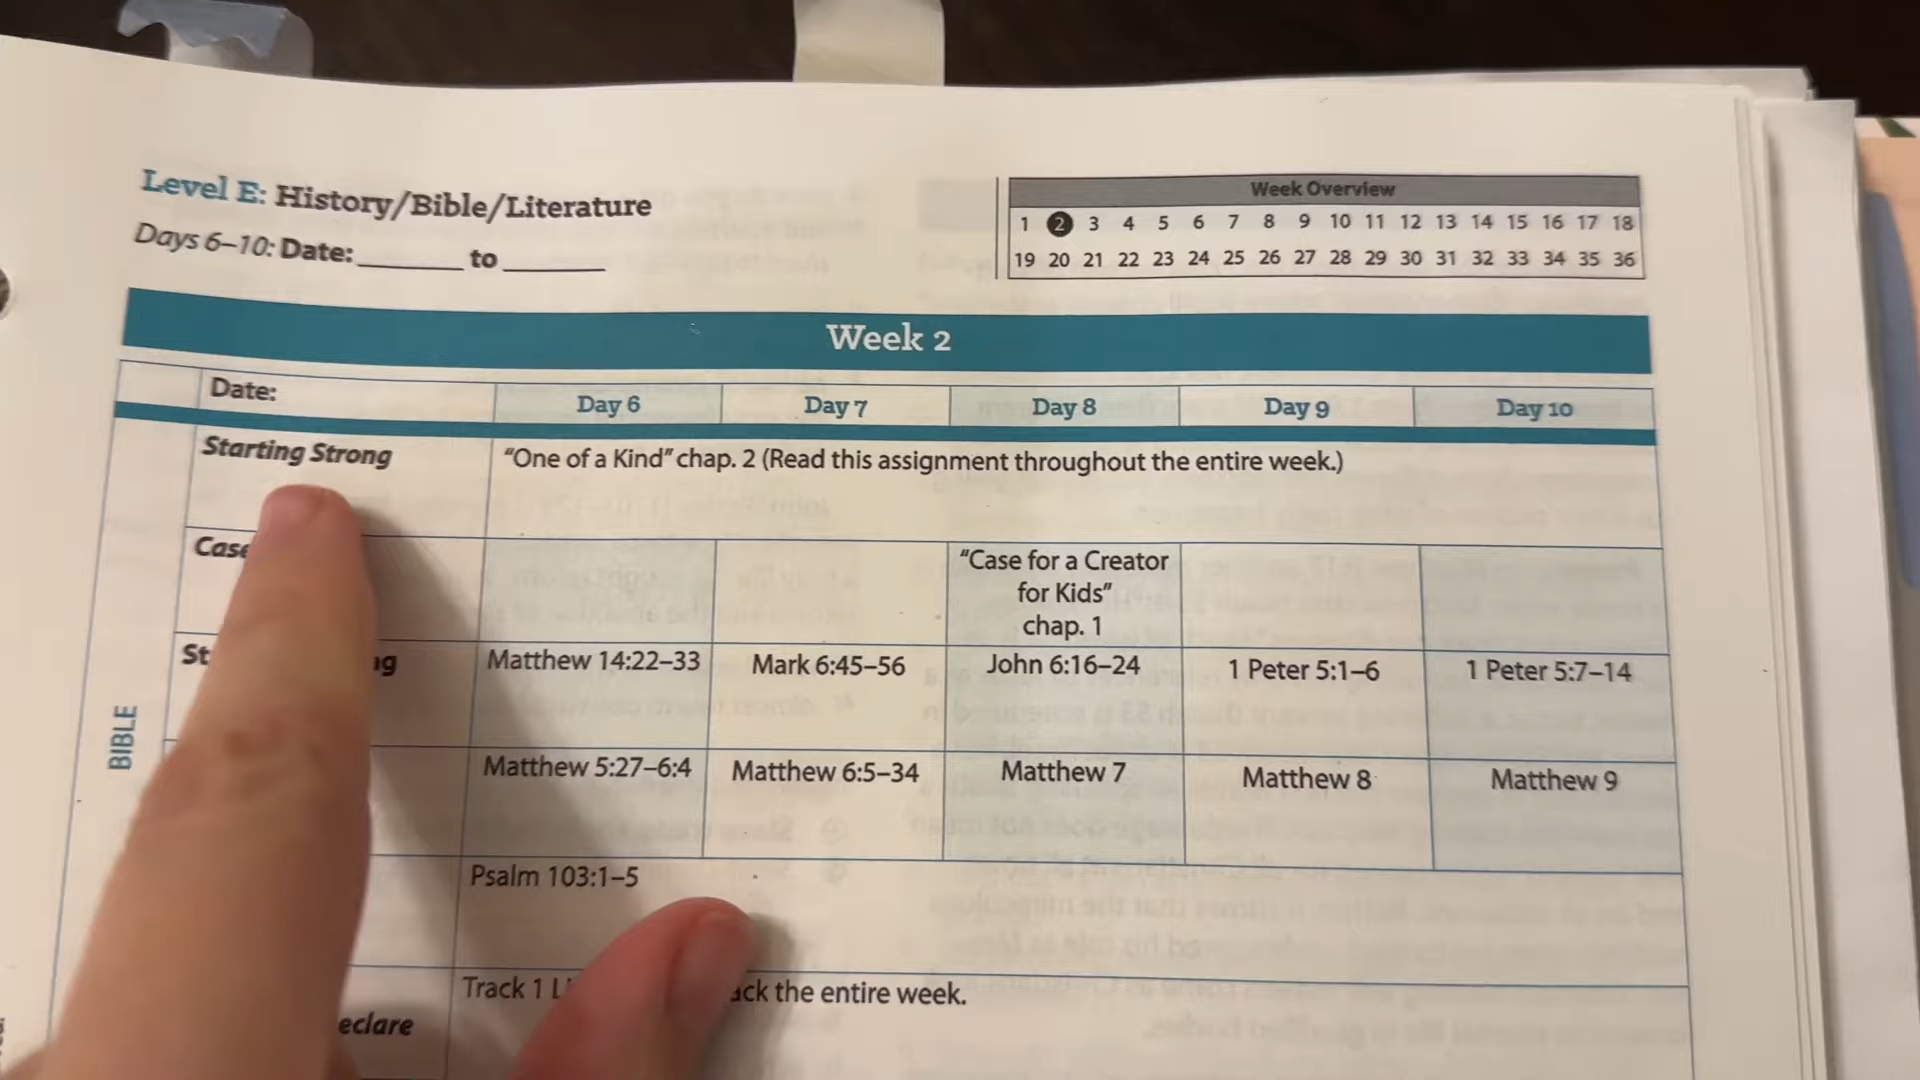 Level E: History/Bible/Literature
Days 6–10: Date:_______ to _______
Week Overview
1 2 3 4 5 6 7 8 9 10 11 12 13 14 15 16 17 18
19 20 21 22 23 24 25 26 27 28 29 30 31 32 33 34 35 36
Week 2
Date: Day 6 Day 7 Day 8 Day 9 Day 10
BIBLE
Starting Strong "One of a Kind" chap. 2 (Read this assignment throughout the entire week.)
Case
"Case for a Creator
for Kids"
chap. 1
Matthew 14:22–33 Mark 6:45–56 John 6:16–24 1 Peter 5:1–6 1 Peter 5:7–14
Matthew 5:27–6:4 Matthew 6:5–34 Matthew 7 Matthew 8 Matthew 9
Psalm 103:1–5
Track 1 the entire week.